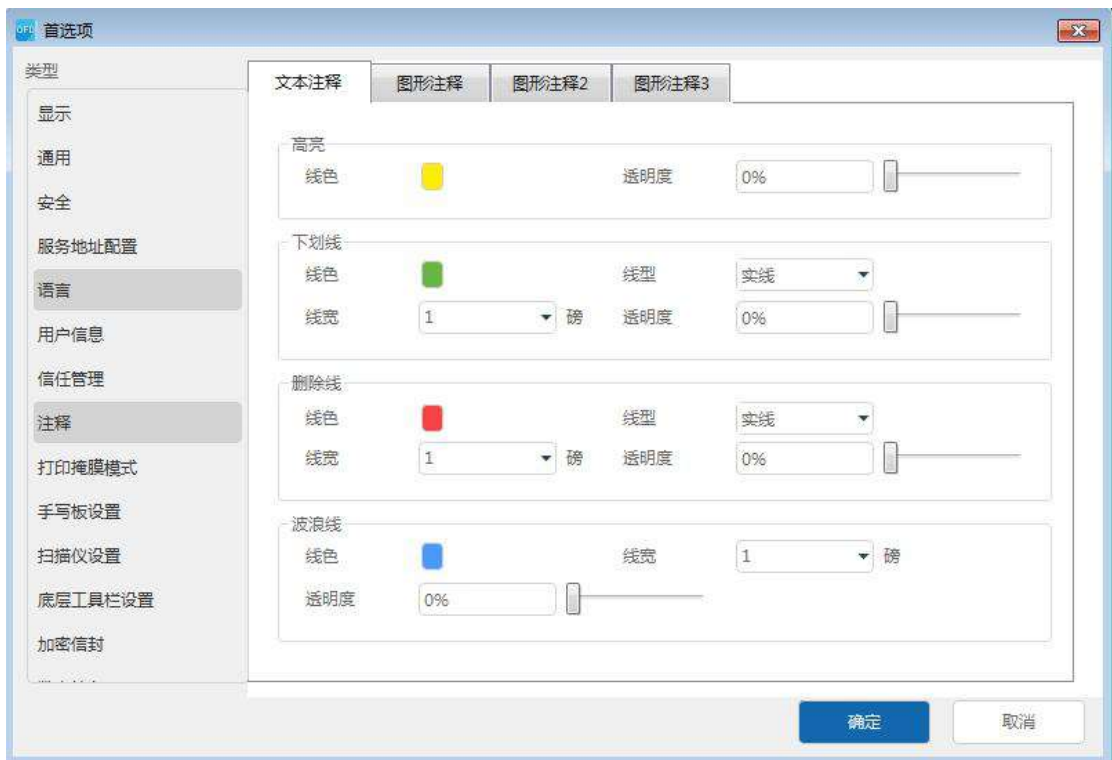 OFD 首选项
类型
显示
通用
安全
服务地址配置
语言
用户信息
信任管理
注释
打印掩膜模式
手写板设置
扫描仪设置
底层工具栏设置
加密信封
文本注释 图形注释 图形注释2 图形注释3
高亮
线色 透明度 0%
下划线
线色 线型 实线
线宽 1 磅 透明度 0%
删除线
线色 线型 实线
线宽 1 磅 透明度 0%
波浪线
线色 线宽 1 磅
透明度 0%
确定 取消